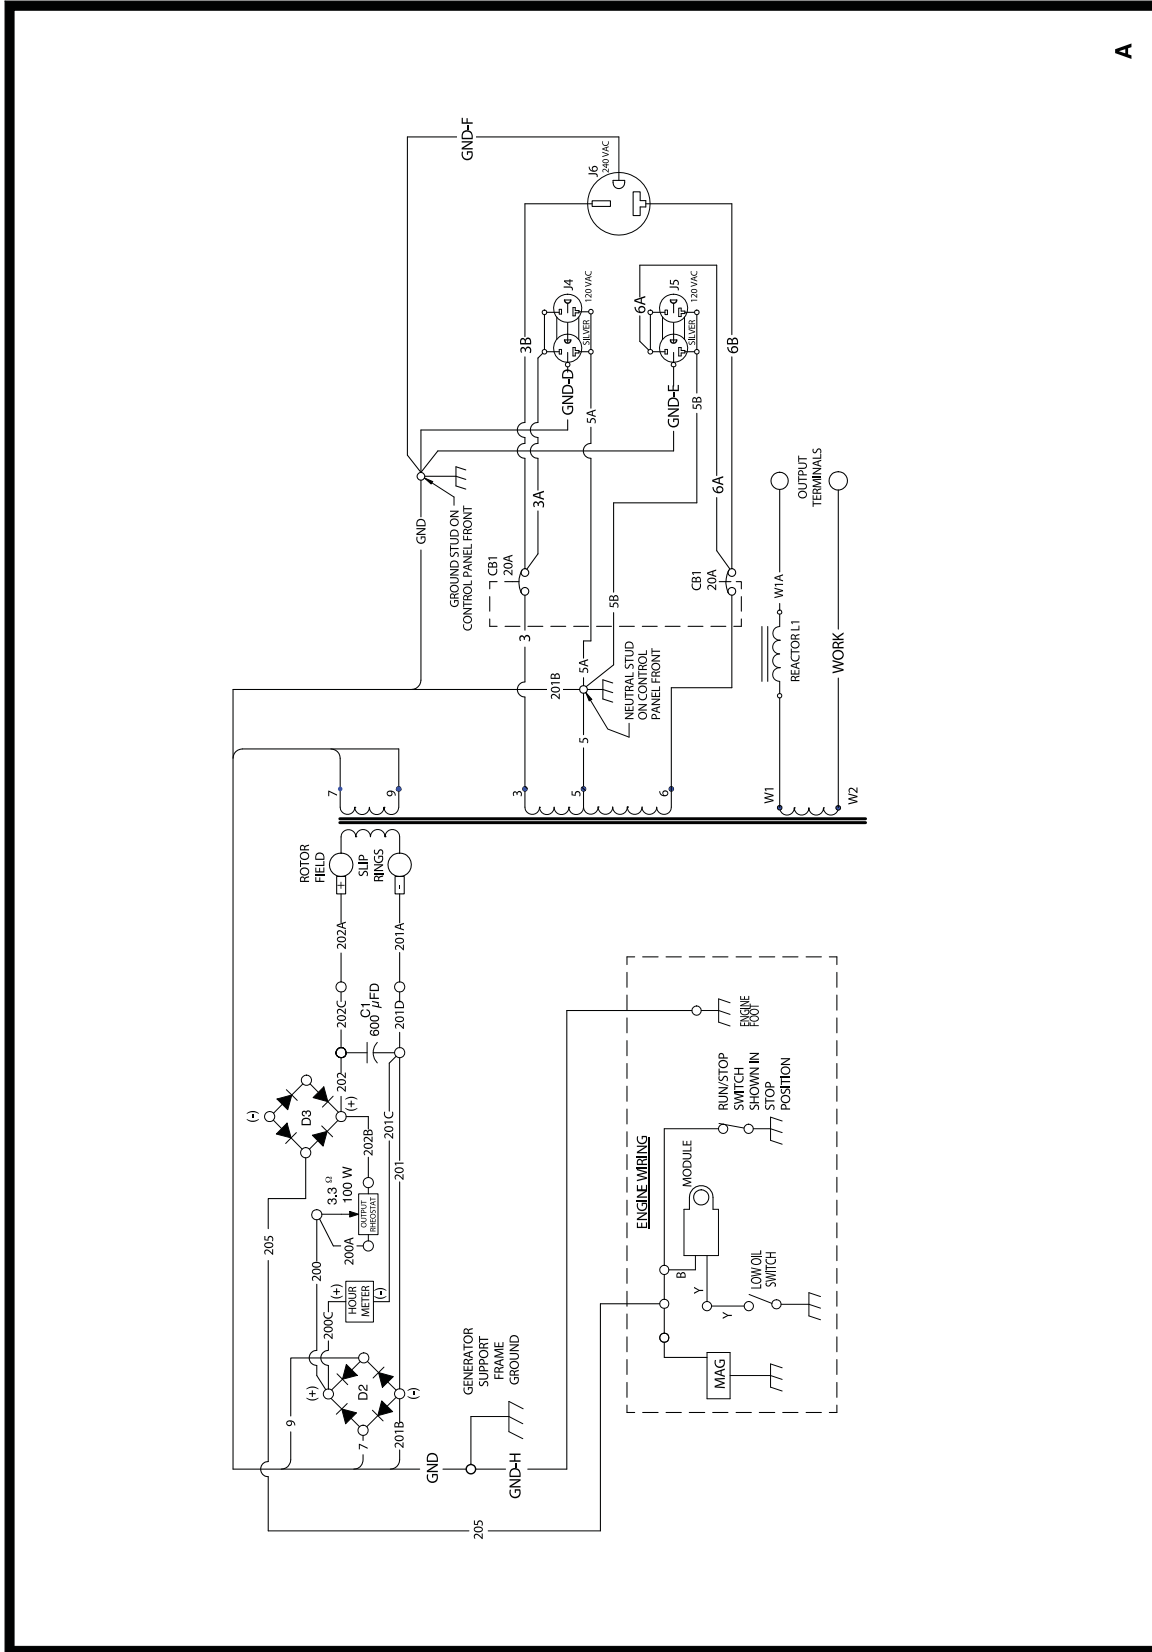 A
GND-F
J6
240 VAC
3B
J4
120 VAC
SILVER
GND-D
5A
6A
J5
120 VAC
SILVER
GND-E
5B
6B
GND
GROUND STUD ON
CONTROL PANEL FRONT
3A
CB1
20A
6A
CB1
20A
5B
3
5A
201B
NEUTRAL STUD
ON CONTROL
PANEL FRONT
5
OUTPUT
TERMINALS
W1A
REACTOR L1
WORK
7
9
3
5
6
W1
W2
ROTOR
FIELD
SLIP
RINGS
+
-
202A
201A
202C
C1
600 µFD
201D
202
(-)
D3
(+)
202B
201C
201
205
3.3 Ω
100 W
OUTPUT
RHEOSTAT
200A
200
200C
(+)
HOUR
METER
(-)
(+)
D2
(-)
9
7
201B
GND
GENERATOR
SUPPORT
FRAME
GROUND
GND-H
205
ENGINE WIRING
ENGINE
FOOT
RUN/STOP
SWITCH
SHOWN IN
STOP
POSITION
MODULE
B
Y
Y
LOW OIL
SWITCH
MAG